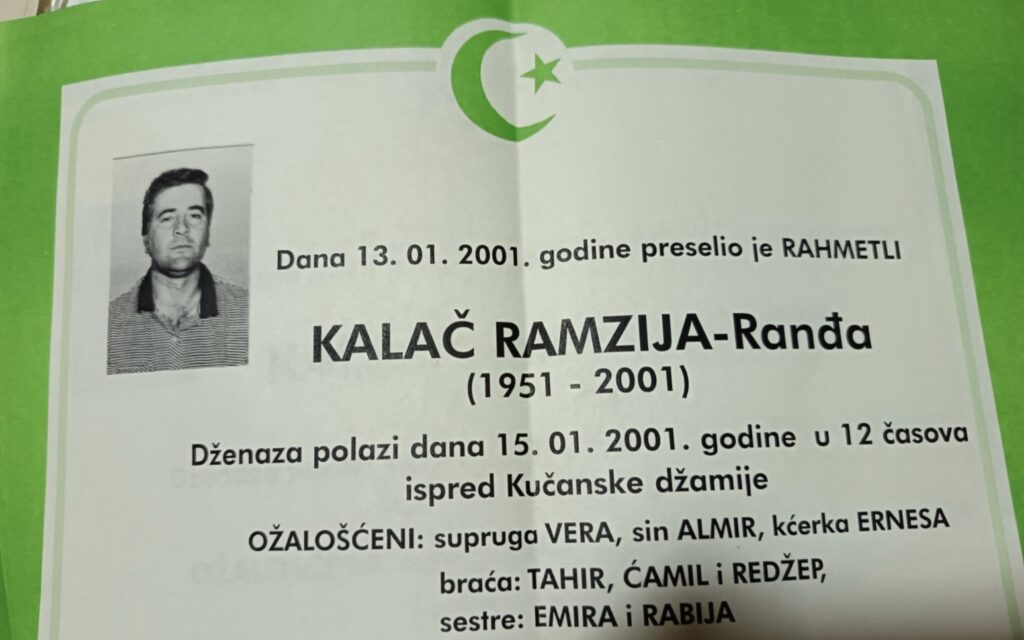 Dana 13. 01. 2001. godine preselio je RAHMETLI
KALAČ RAMZIJA-Ranđa
(1951 - 2001)
Dženaza polazi dana 15. 01. 2001. godine u 12 časova
ispred Kučanske džamije
OŽALOŠĆENI: supruga VERA, sin ALMIR, kćerka ERNESA
braća: TAHIR, ĆAMIL i REDŽEP,
sestre: EMIRA i RABIJA